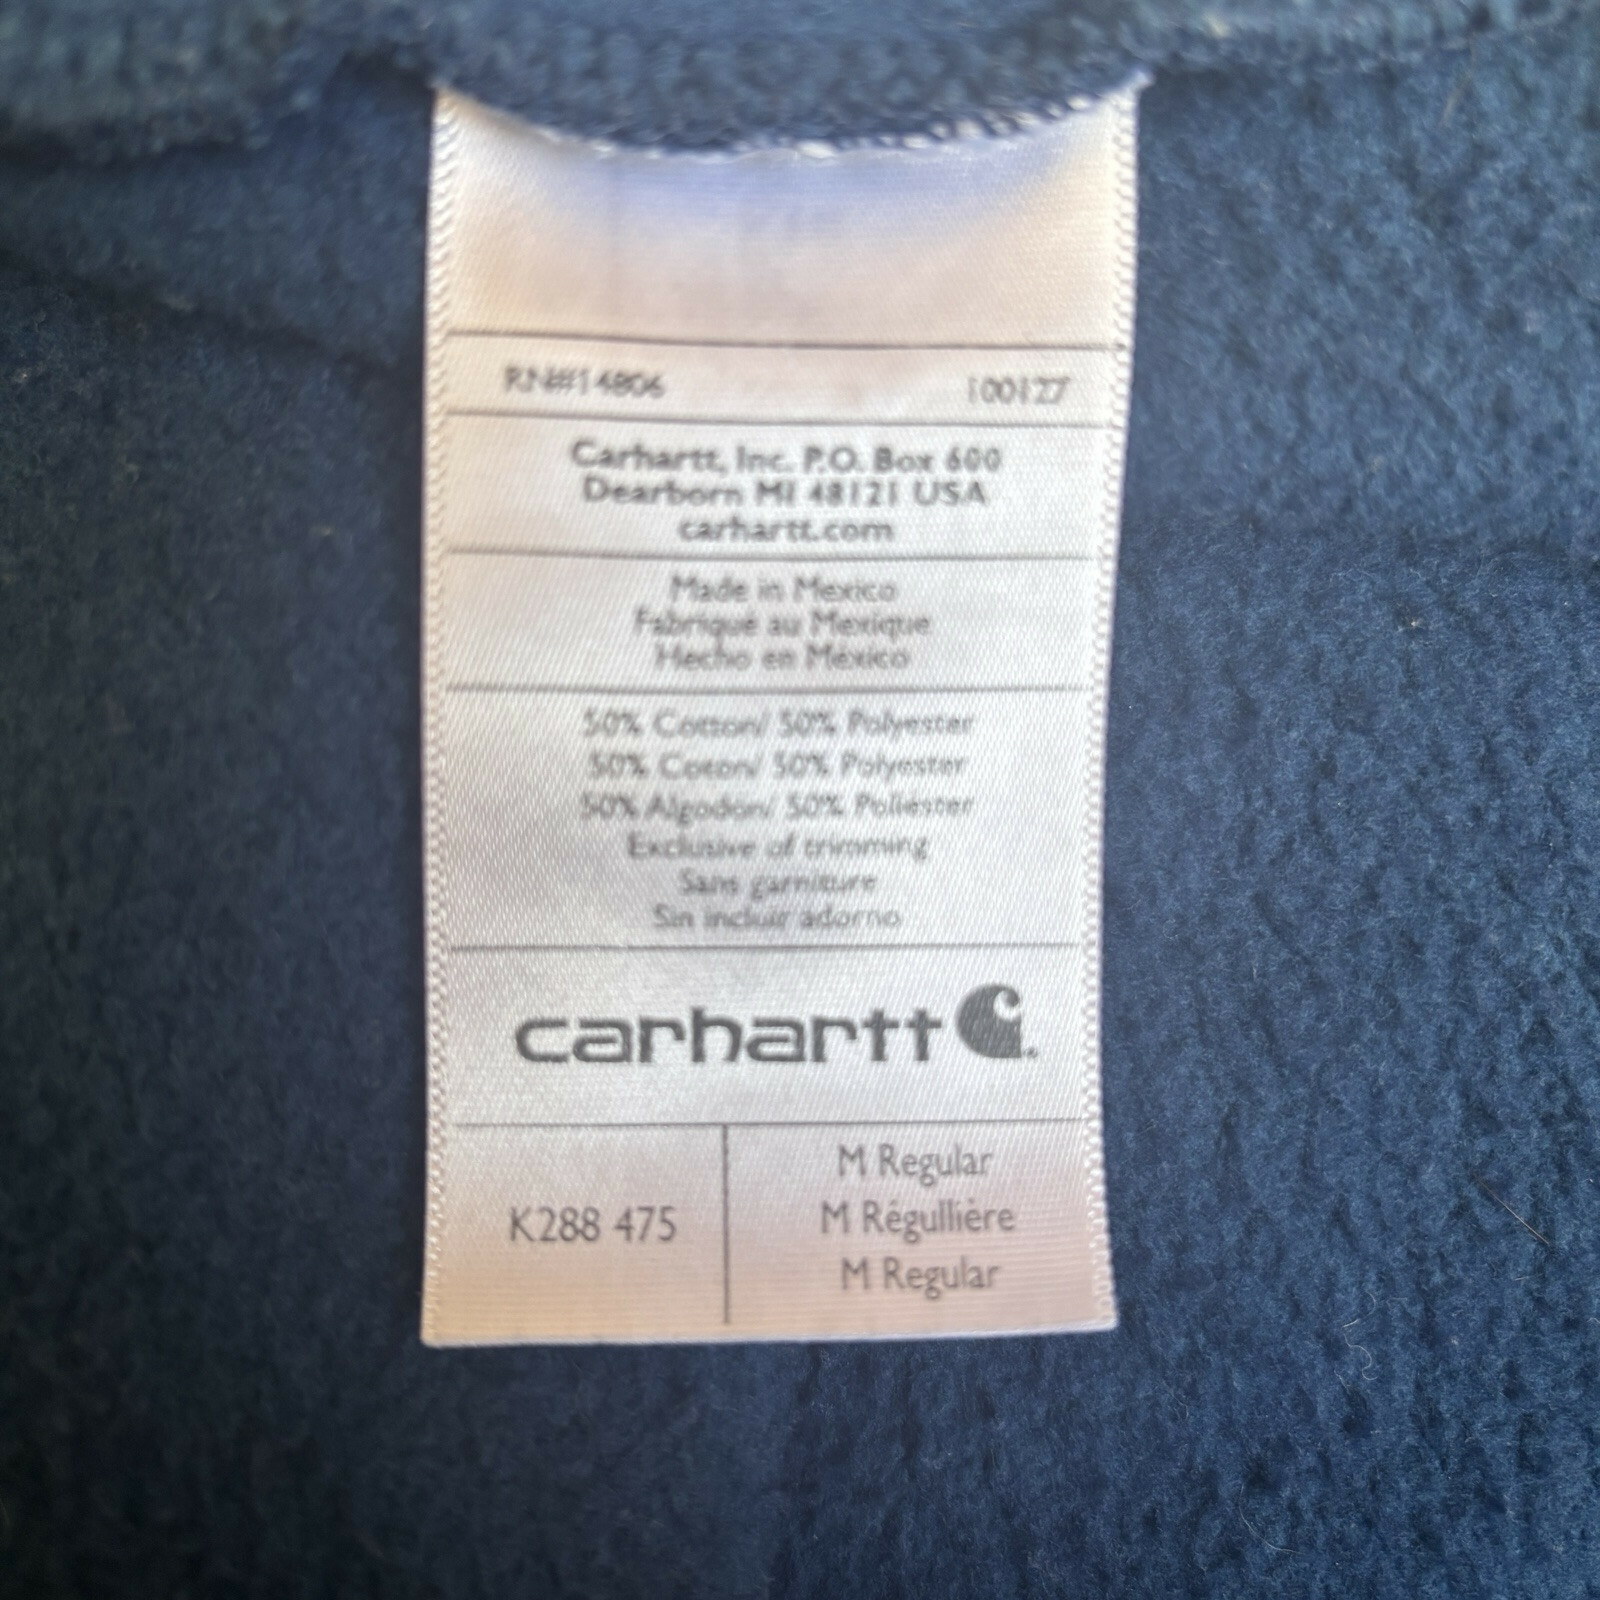 RN#14806 100127
Carhartt, Inc. P.O. Box 600
Dearborn MI 48121 USA
carhartt.com
Made in Mexico
Fabriqué au Mexique
Hecho en México
50% Cotton/ 50% Polyester
50% Coton/ 50% Polyester
50% Algodon/ 50% Poliéster
Exclusive of trimming
Sans garniture
Sin incluir adorno
carhartt
K288 475
M Regular
M Régullière
M Regular